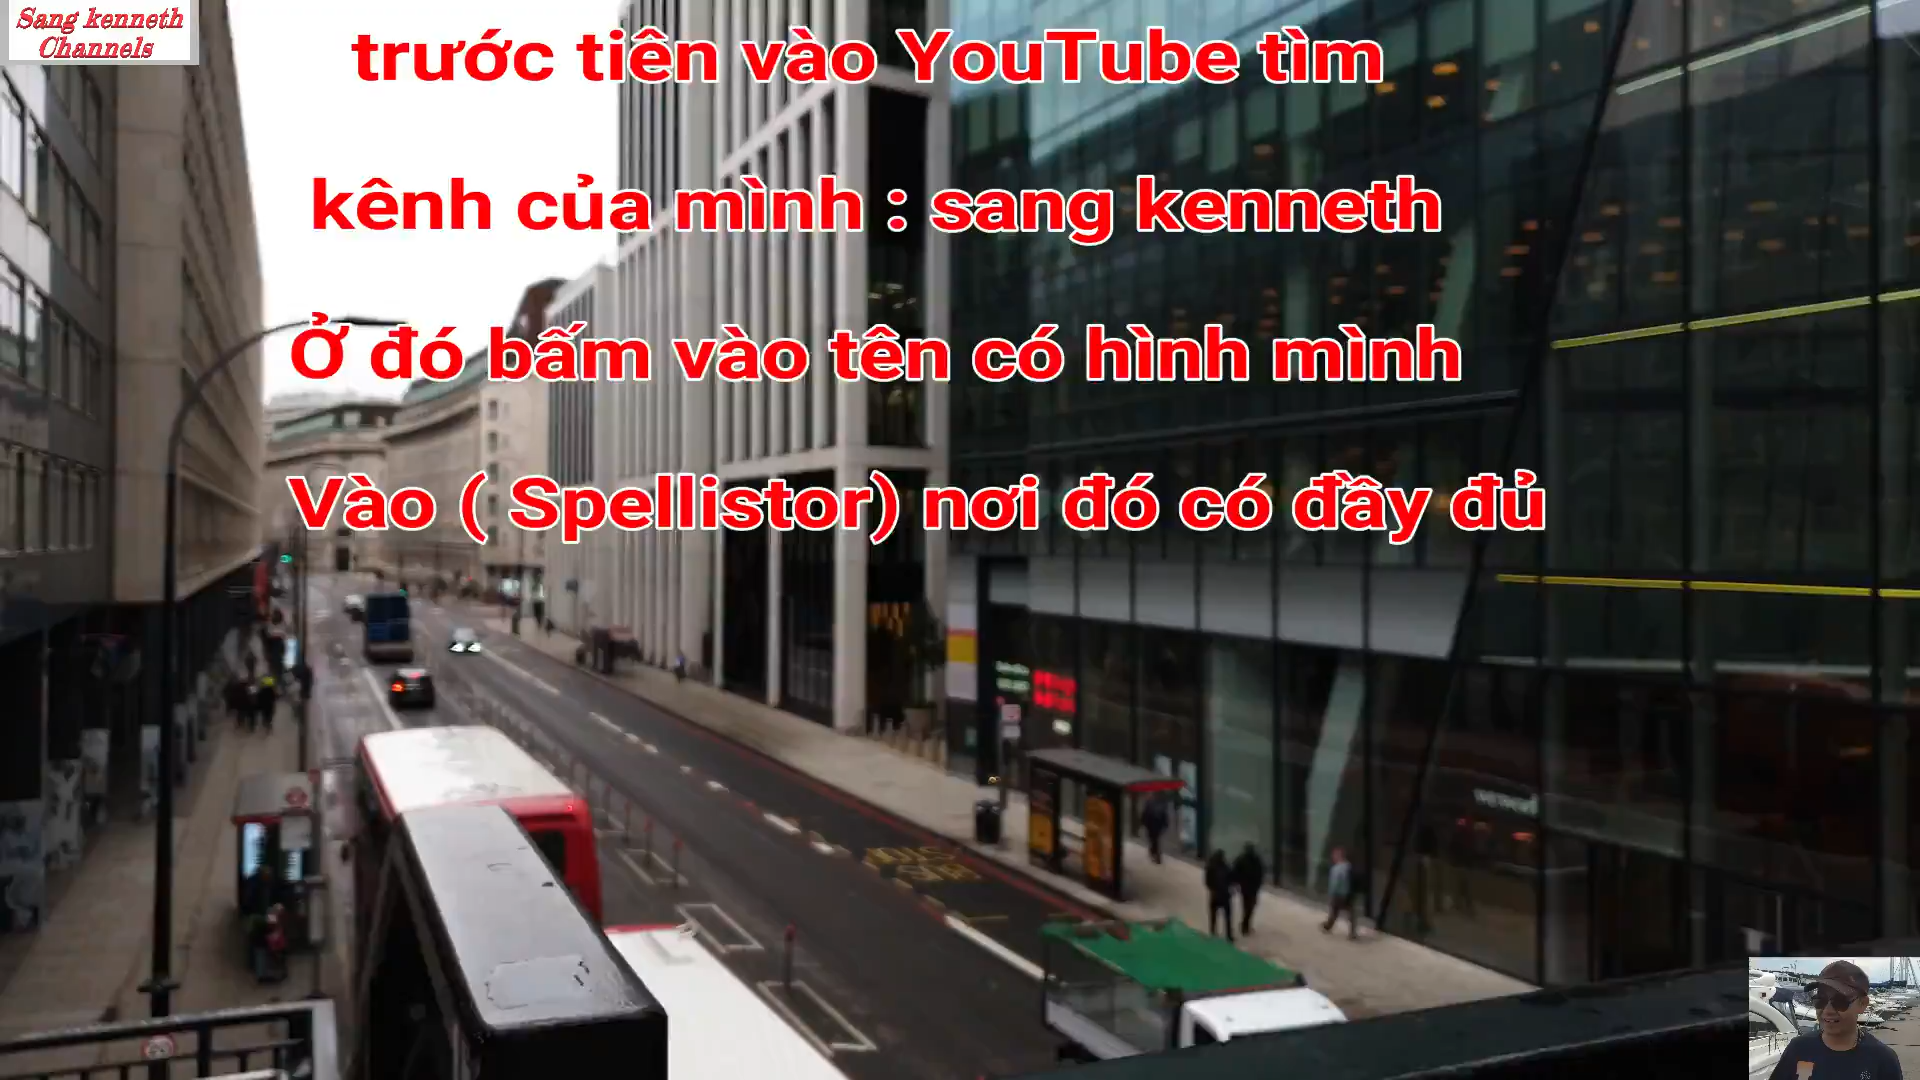 Sang kenneth
Channels
trước tiên vào YouTube tìm
kênh của mình : sang kenneth
Ở đó bấm vào tên có hình mình
Vào ( Spellistor) nơi đó có đầy đủ